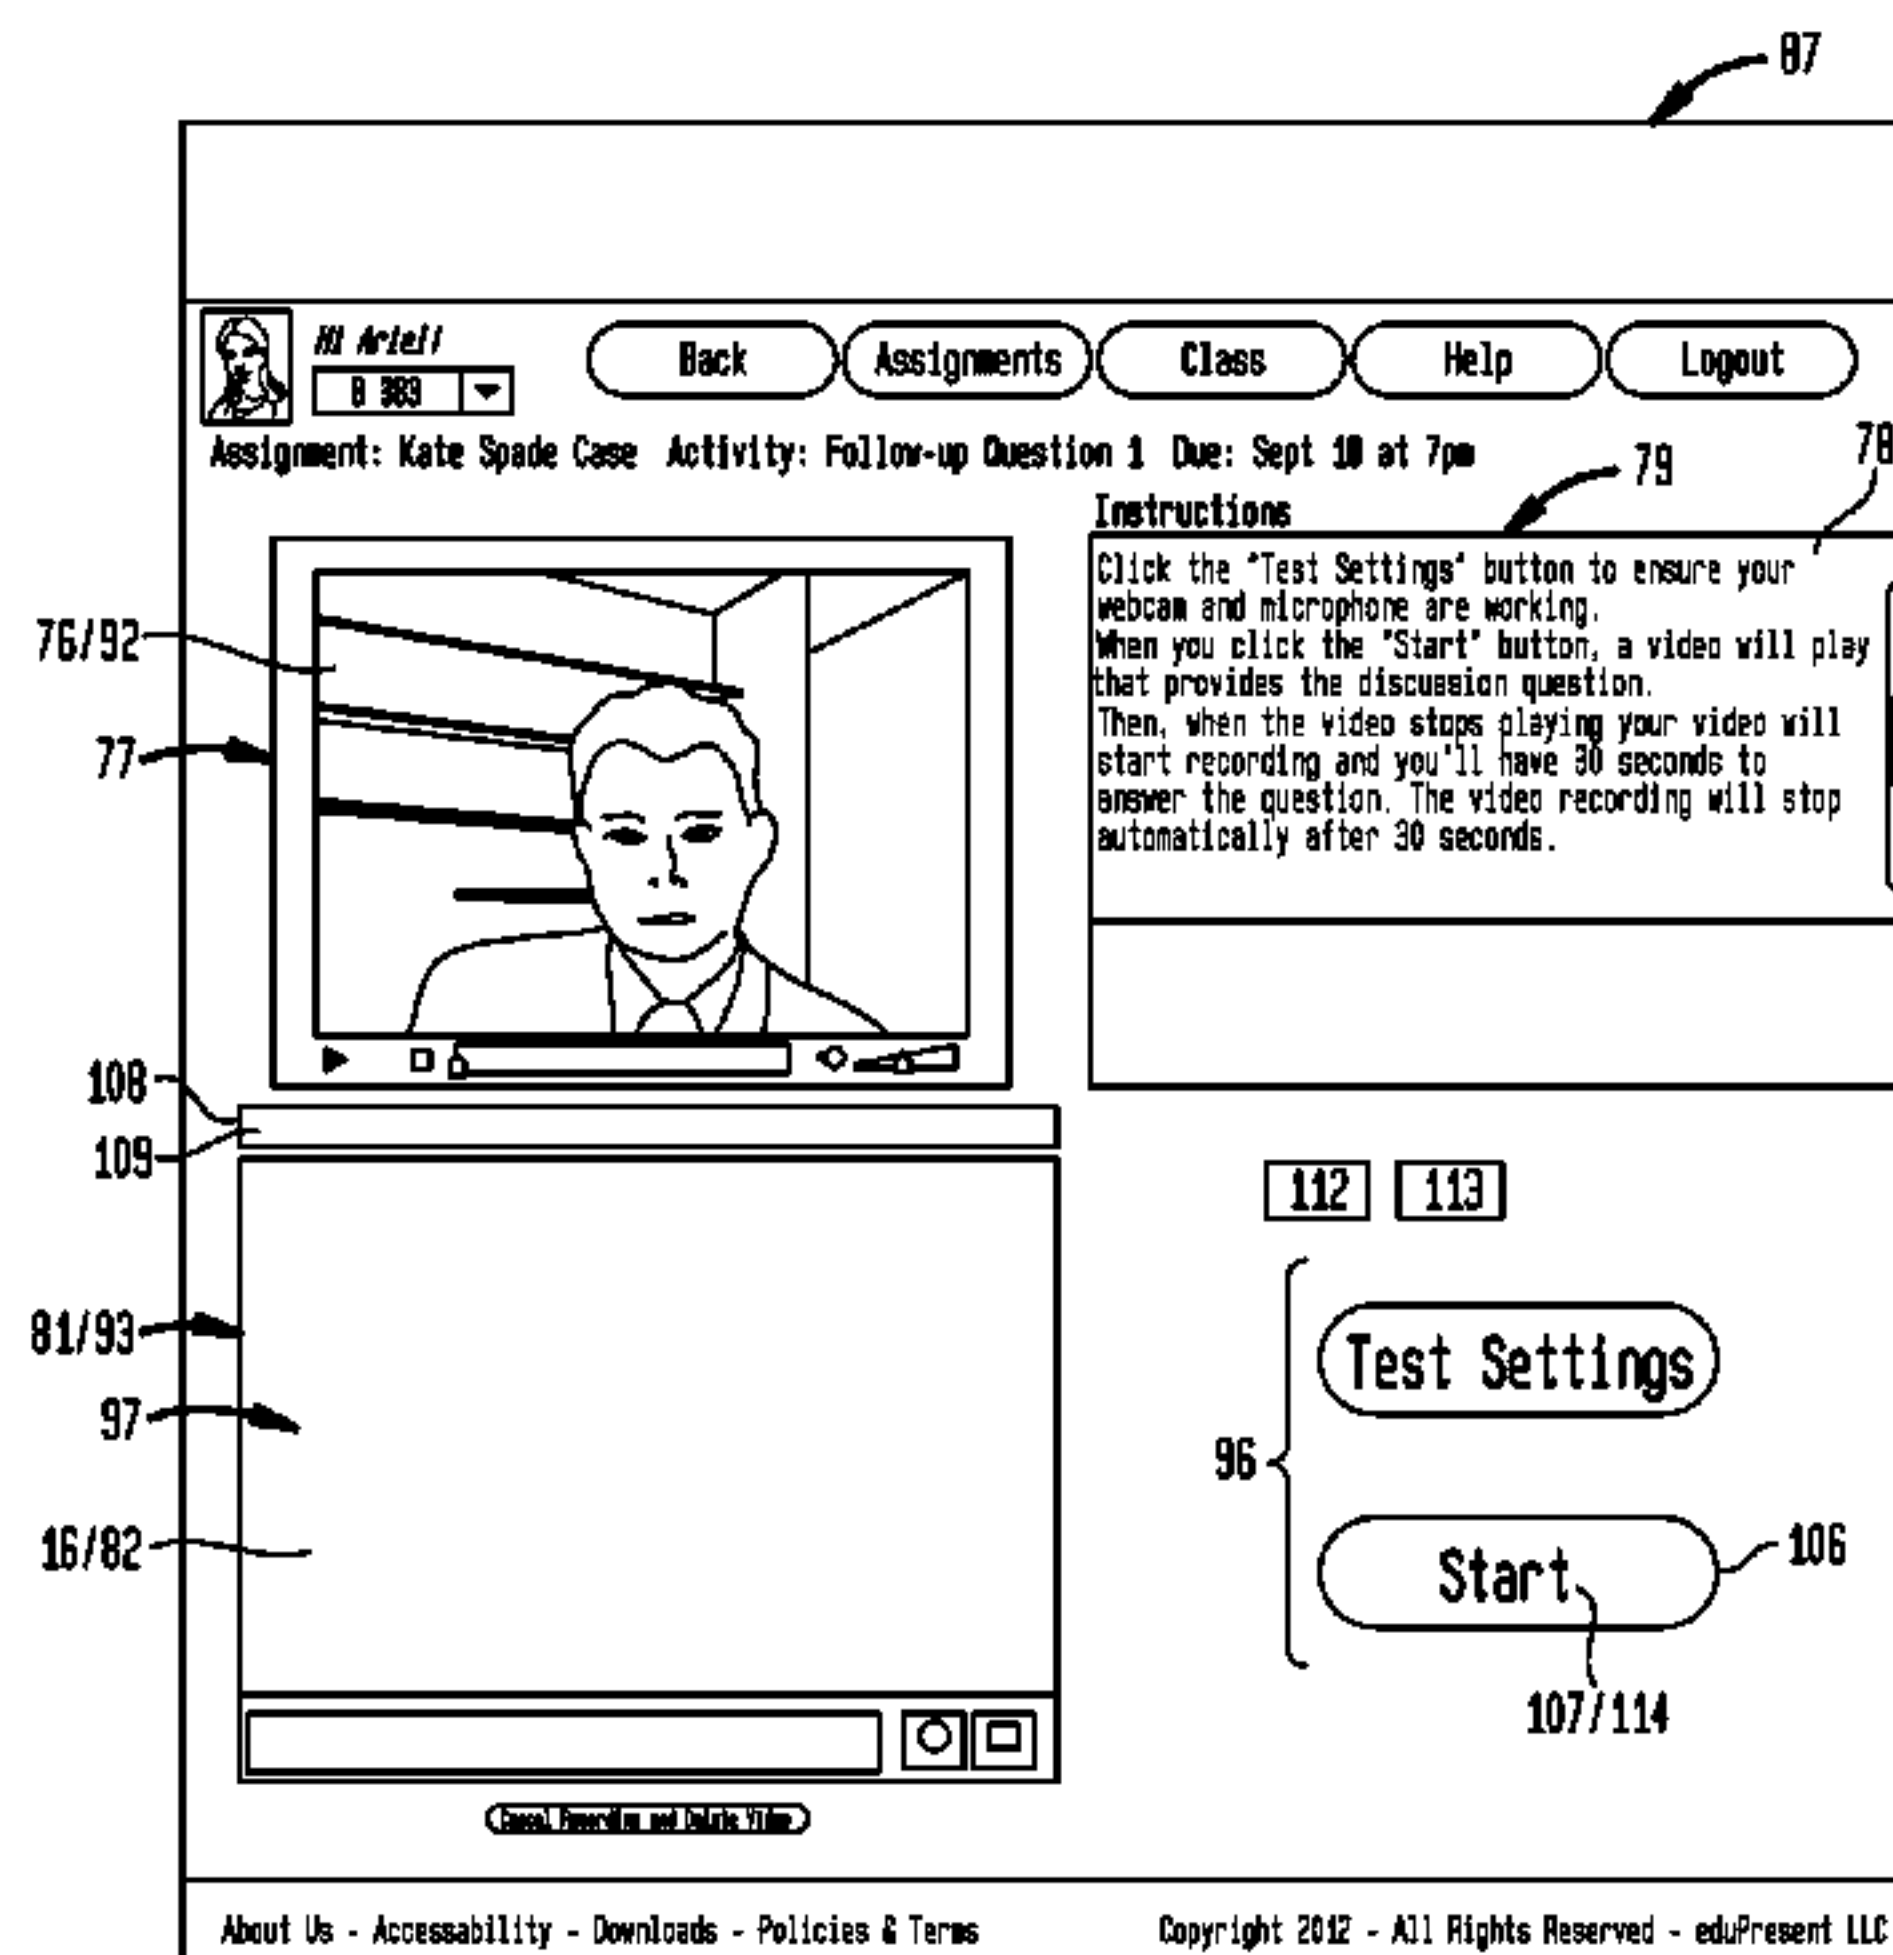 87
Hi Ariel!
B 383
Back
Assignments
Class
Help
Logout
Assignment: Kate Spade Case Activity: Follow-up Question 1 Due: Sept 10 at 7pm
79
78
Instructions
Click the "Test Settings" button to ensure your
webcam and microphone are working.
When you click the "Start" button, a video will play
that provides the discussion question.
Then, when the video stops playing your video will
start recording and you'll have 30 seconds to
answer the question. The video recording will stop
automatically after 30 seconds.
76/92
77
108
109
112
113
81/93
97
16/82
96
Test Settings
Start
106
107/114
Cancel Recording and Delete Video
About Us - Accessability - Downloads - Policies & Terms
Copyright 2012 - All Rights Reserved - eduPresent LLC